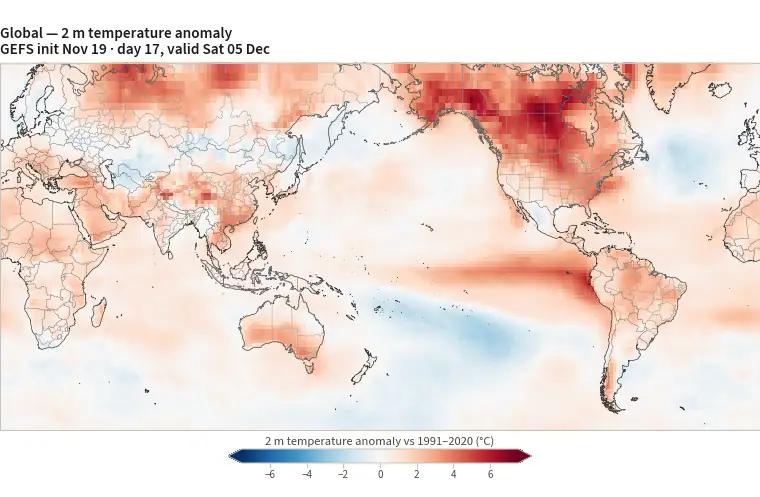 Global — 2 m temperature anomaly
GEFS init Nov 19 · day 17, valid Sat 05 Dec
2 m temperature anomaly vs 1991–2020 (°C)
−6 −4 −2 0 2 4 6